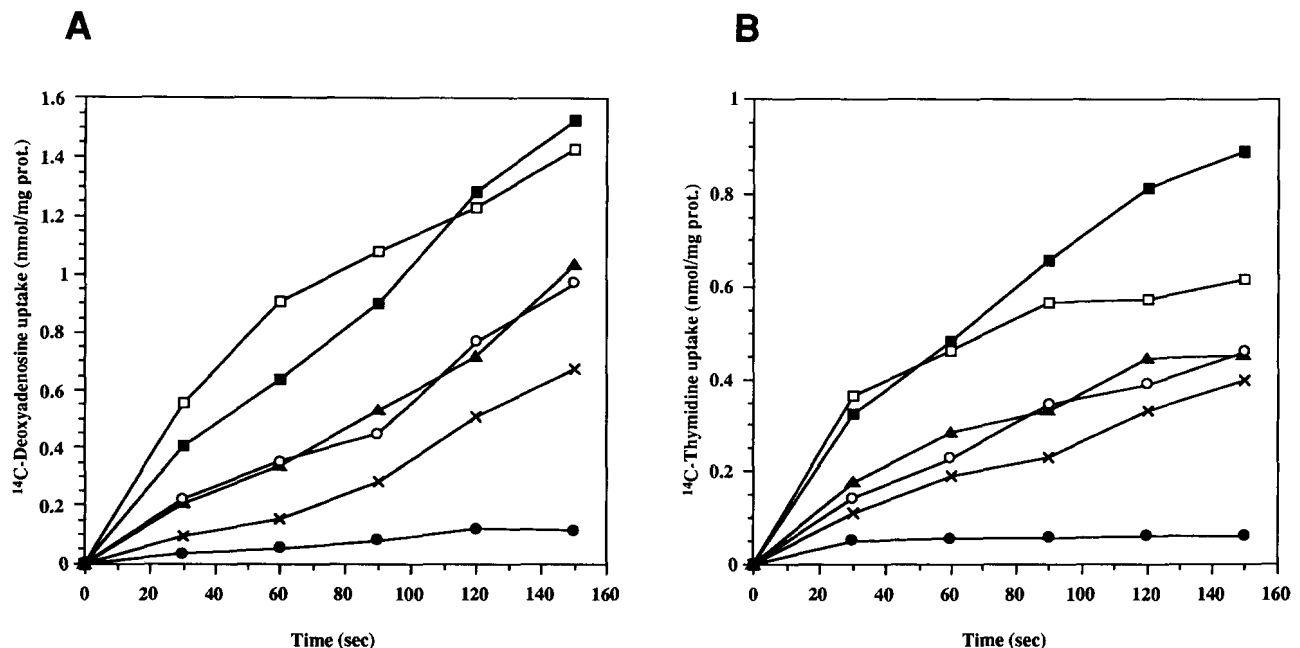 A
B
¹⁴C-Deoxyadenosine uptake (nmol/mg prot.)
1.6
1.4
1.2
1
0.8
0.6
0.4
0.2
0
0 20 40 60 80 100 120 140 160
Time (sec)
¹⁴C-Thymidine uptake (nmol/mg prot.)
1
0.8
0.6
0.4
0.2
0
0 20 40 60 80 100 120 140 160
Time (sec)